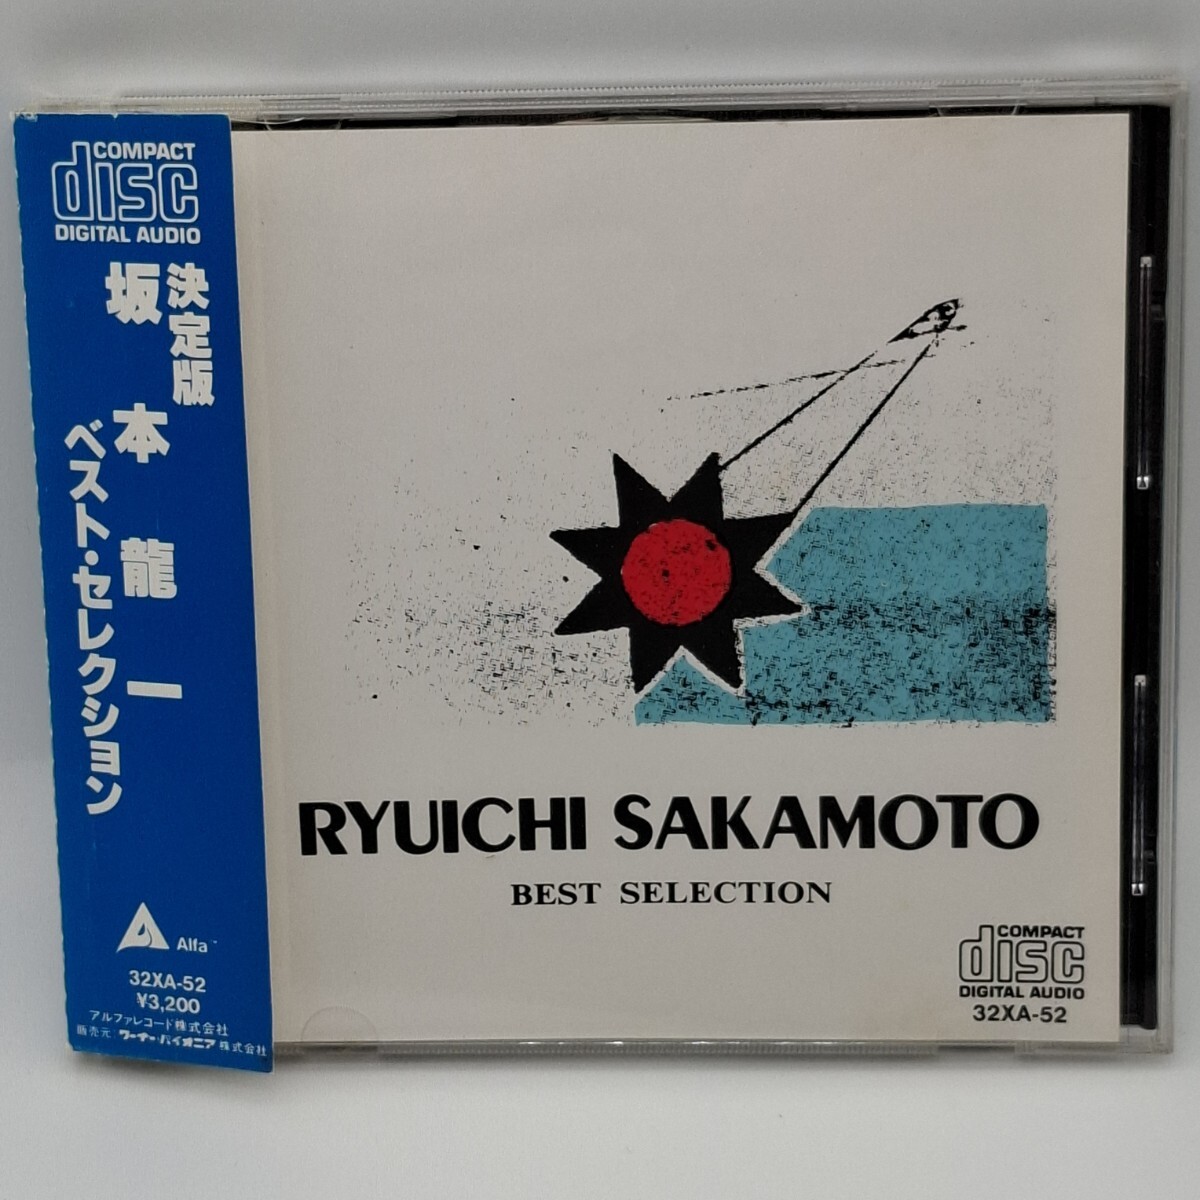 COMPACT
disc
DIGITAL AUDIO
決定版
坂本龍一
ベスト・セレクション
Alfa
32XA-52
¥3,200
アルファレコード株式会社
販売元:ワーナー・パイオニア株式会社
RYUICHI SAKAMOTO
BEST SELECTION
COMPACT
disc
DIGITAL AUDIO
32XA-52